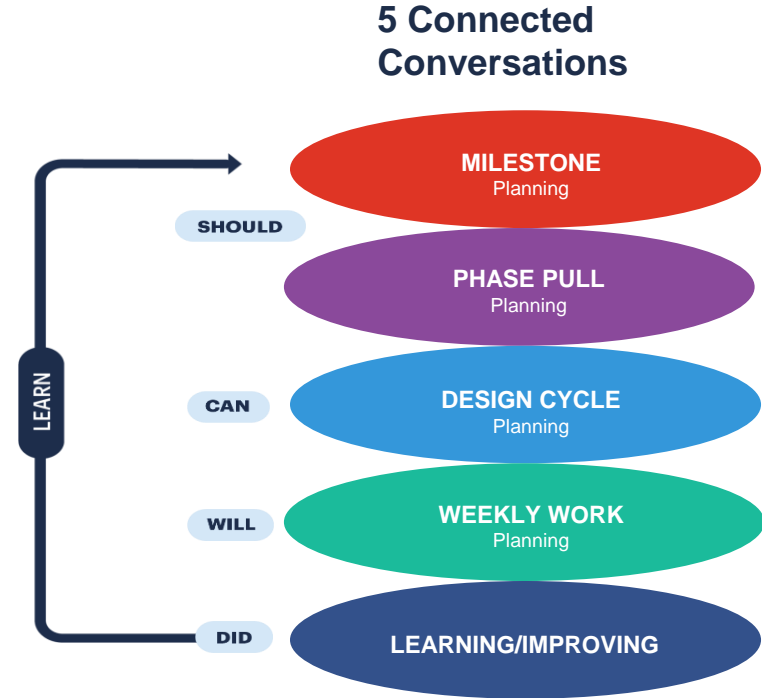 5 Connected
Conversations
MILESTONE
Planning
SHOULD
PHASE PULL
Planning
LEARN
CAN
DESIGN CYCLE
Planning
WILL
WEEKLY WORK
Planning
DID
LEARNING/IMPROVING